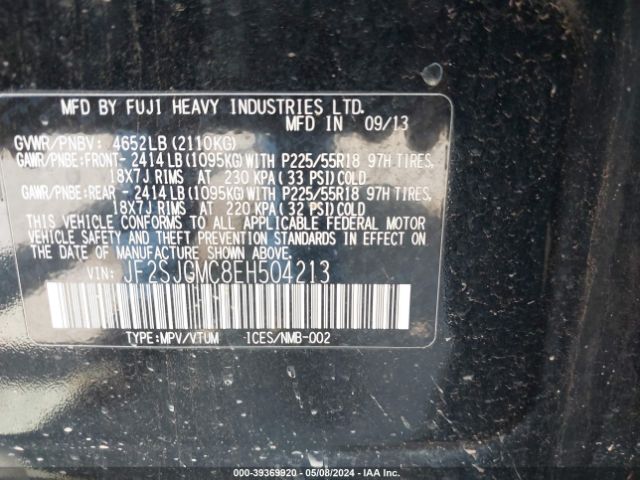 MFD BY FUJI HEAVY INDUSTRIES LTD.
MFD IN 09/13
GVWR/PNBV: 4652LB (2110KG)
GAWR/PNBE:FRONT- 2414LB (1095KG) WITH P225/55R18 97H TIRES,
18X7J RIMS AT 230 KPA (33 PSI) COLD
GAWR/PNBE:REAR - 2414LB (1095KG) WITH P225/55R18 97H TIRES,
18X7J RIMS AT 220 KPA (32 PSI) COLD
THIS VEHICLE CONFORMS TO ALL APPLICABLE FEDERAL MOTOR
VEHICLE SAFETY AND THEFT PREVENTION STANDARDS IN EFFECT ON
THE DATE OF MANUFACTURE SHOWN ABOVE.
VIN: JF2SJGMC8EH504213
TYPE:MPV/VTUM ICES/NMB-002
000-39369920 - 05/08/2024 - IAA Inc.